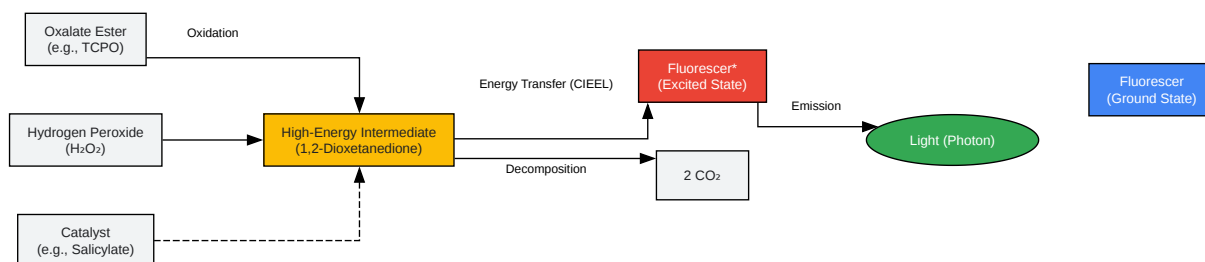 Oxalate Ester
(e.g., TCPO)
Oxidation
Hydrogen Peroxide
(H₂O₂)
Catalyst
(e.g., Salicylate)
High-Energy Intermediate
(1,2-Dioxetanedione)
Energy Transfer (CIEEL)
Decomposition
Fluorescer*
(Excited State)
2 CO₂
Emission
Light (Photon)
Fluorescer
(Ground State)